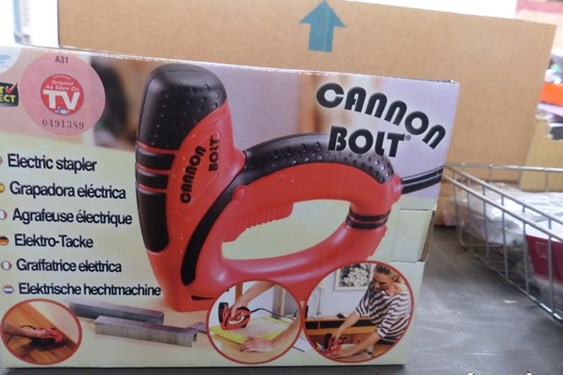 A31
Original
As Seen On
TV
0491389
CANNON
BOLT®
CANNON
BOLT
Electric stapler
Grapadora eléctrica
Agrafeuse électrique
Elektro-Tacke
Graffatrice elettrica
Elektrische hechtmachine